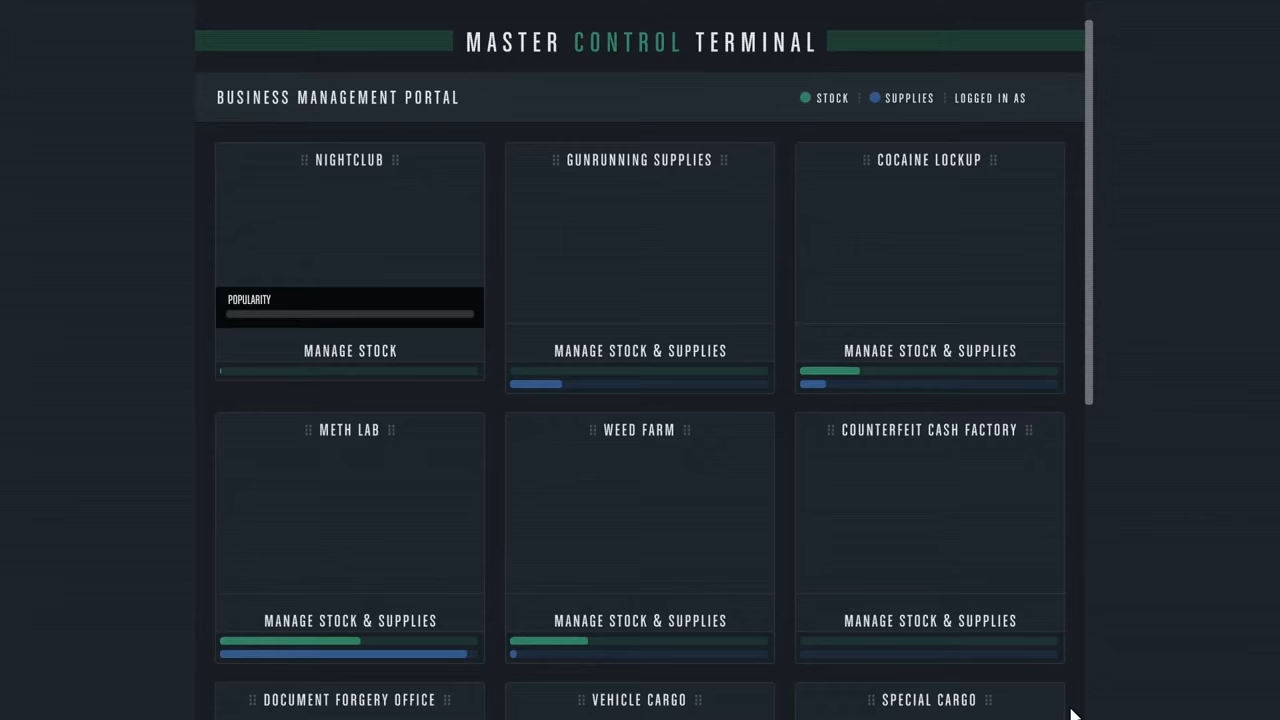 MASTER CONTROL TERMINAL
BUSINESS MANAGEMENT PORTAL
STOCK
SUPPLIES
LOGGED IN AS
NIGHTCLUB
GUNRUNNING SUPPLIES
COCAINE LOCKUP
POPULARITY
MANAGE STOCK
MANAGE STOCK & SUPPLIES
MANAGE STOCK & SUPPLIES
METH LAB
WEED FARM
COUNTERFEIT CASH FACTORY
MANAGE STOCK & SUPPLIES
MANAGE STOCK & SUPPLIES
MANAGE STOCK & SUPPLIES
DOCUMENT FORGERY OFFICE
VEHICLE CARGO
SPECIAL CARGO